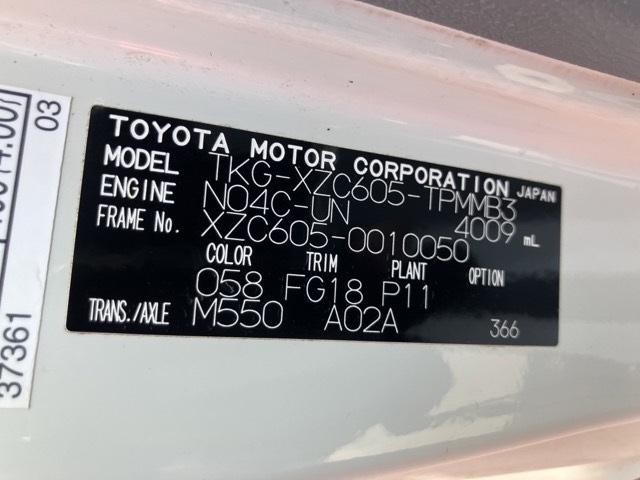 TOYOTA MOTOR CORPORATION JAPAN
MODEL TKG-XZC605-TPMMB3
ENGINE N04C-UN 4009 mL
FRAME No. XZC605-0010050
COLOR TRIM PLANT OPTION
058 FG18 P11
TRANS./AXLE M550 A02A 366
03
37361